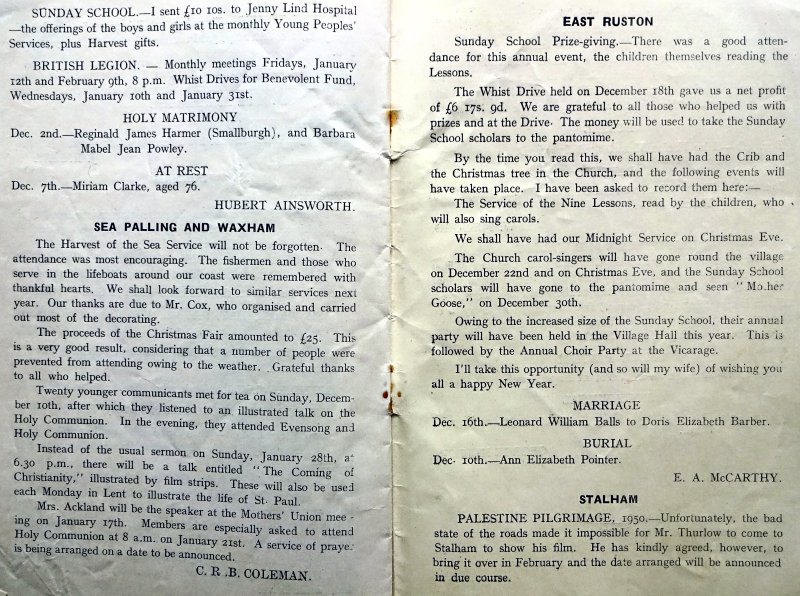 SUNDAY SCHOOL.—I sent £10 10s. to Jenny Lind Hospital
—the offerings of the boys and girls at the monthly Young Peoples'
Services, plus Harvest gifts.
BRITISH LEGION. — Monthly meetings Fridays, January
12th and February 9th, 8 p.m. Whist Drives for Benevolent Fund,
Wednesdays, January 10th and January 31st.
HOLY MATRIMONY
Dec. 2nd.—Reginald James Harmer (Smallburgh), and Barbara
Mabel Jean Powley.
AT REST
Dec. 7th.—Miriam Clarke, aged 76.
HUBERT AINSWORTH.
SEA PALLING AND WAXHAM
The Harvest of the Sea Service will not be forgotten. The
attendance was most encouraging. The fishermen and those who
serve in the lifeboats around our coast were remembered with
thankful hearts. We shall look forward to similar services next
year. Our thanks are due to Mr. Cox, who organised and carried
out most of the decorating.
The proceeds of the Christmas Fair amounted to £25. This
is a very good result, considering that a number of people were
prevented from attending owing to the weather. Grateful thanks
to all who helped.
Twenty younger communicants met for tea on Sunday, Decem-
ber 10th, after which they listened to an illustrated talk on the
Holy Communion. In the evening, they attended Evensong and
Holy Communion.
Instead of the usual sermon on Sunday, January 28th, at
6.30 p.m., there will be a talk entitled "The Coming of
Christianity," illustrated by film strips. These will also be used
each Monday in Lent to illustrate the life of St. Paul.
Mrs. Ackland will be the speaker at the Mothers' Union mee-
ing on January 17th. Members are especially asked to attend
Holy Communion at 8 a.m. on January 21st. A service of prayer
is being arranged on a date to be announced.
C. R .B. COLEMAN.
EAST RUSTON
Sunday School Prize-giving.—There was a good atten-
dance for this annual event, the children themselves reading the
Lessons.
The Whist Drive held on December 18th gave us a net profit
of £6 17s. 9d. We are grateful to all those who helped us with
prizes and at the Drive. The money will be used to take the Sunday
School scholars to the pantomime.
By the time you read this, we shall have had the Crib and
the Christmas tree in the Church, and the following events will
have taken place. I have been asked to record them here:—
The Service of the Nine Lessons, read by the children, who
will also sing carols.
We shall have had our Midnight Service on Christmas Eve.
The Church carol-singers will have gone round the village
on December 22nd and on Christmas Eve, and the Sunday School
scholars will have gone to the pantomime and seen "Mother
Goose," on December 30th.
Owing to the increased size of the Sunday School, their annual
party will have been held in the Village Hall this year. This is
followed by the Annual Choir Party at the Vicarage.
I'll take this opportunity (and so will my wife) of wishing you
all a happy New Year.
MARRIAGE
Dec. 16th.—Leonard William Balls to Doris Elizabeth Barber.
BURIAL
Dec. 10th.—Ann Elizabeth Pointer.
E. A. McCARTHY.
STALHAM
PALESTINE PILGRIMAGE, 1950.—Unfortunately, the bad
state of the roads made it impossible for Mr. Thurlow to come to
Stalham to show his film. He has kindly agreed, however, to
bring it over in February and the date arranged will be announced
in due course.